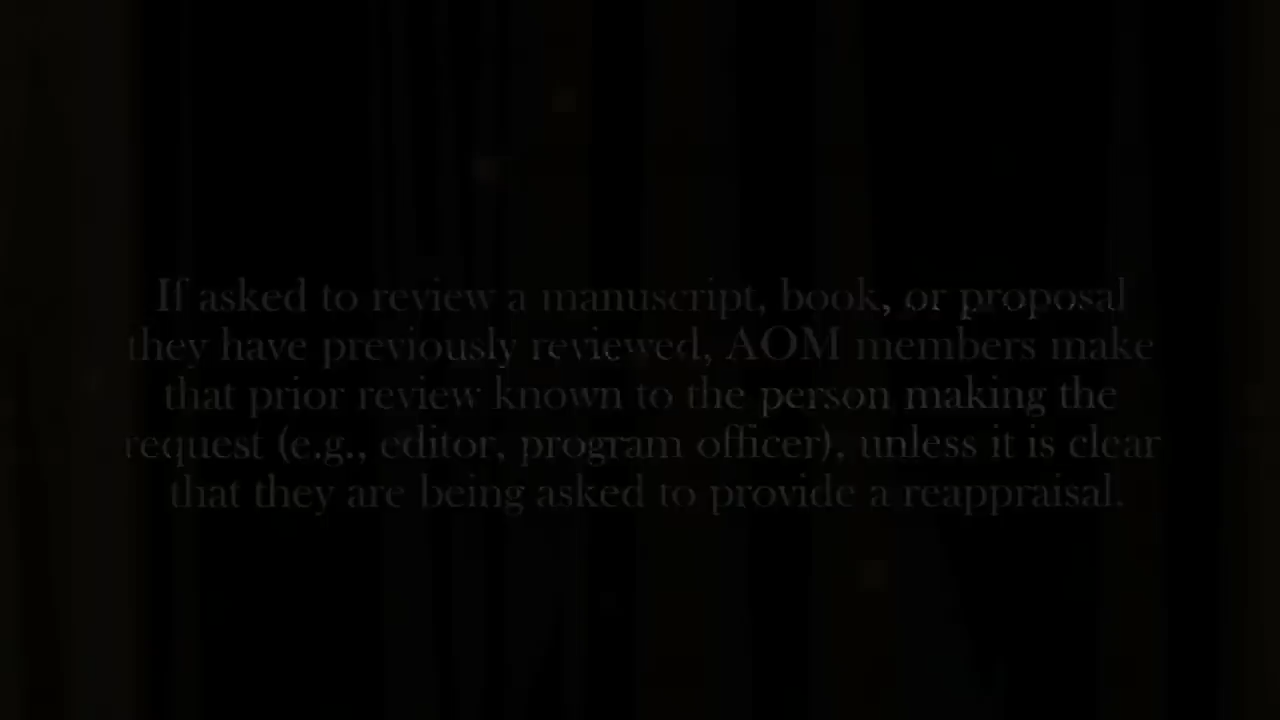 If asked to review a manuscript, book, or proposal
they have previously reviewed, AOM members make
that prior review known to the person making the
request (e.g., editor, program officer), unless it is clear
that they are being asked to provide a reappraisal.